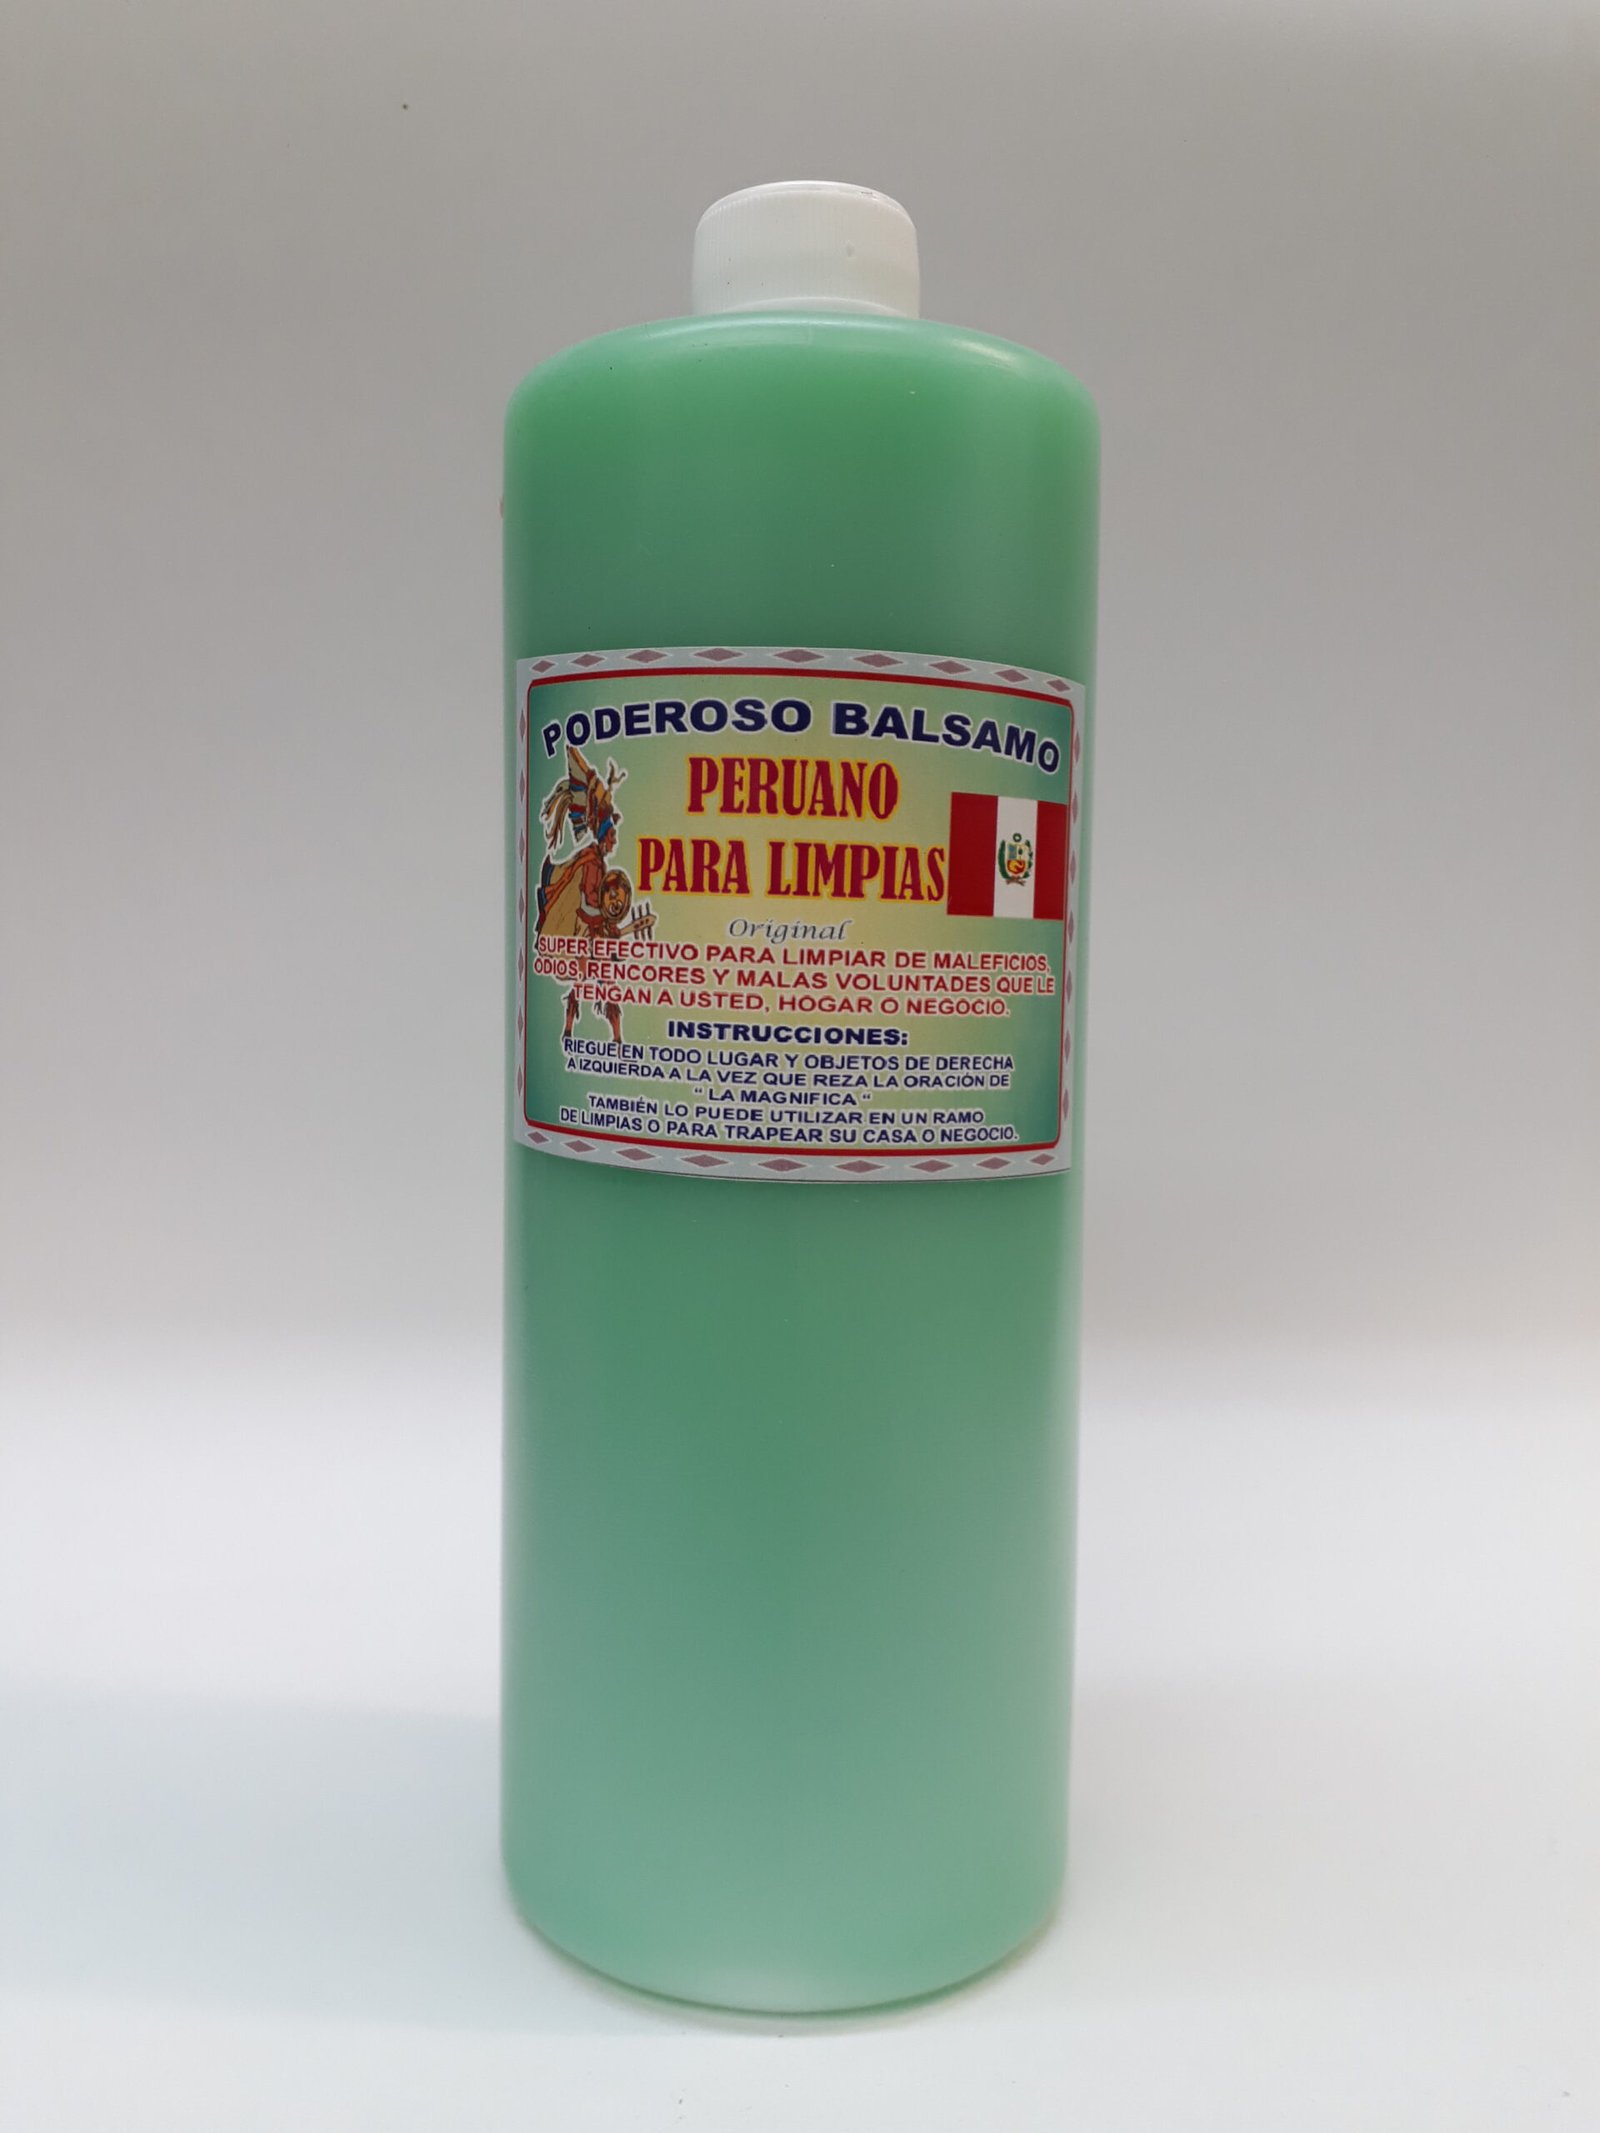 PODEROSO BALSAMO
PERUANO
PARA LIMPIAS
Original
SUPER EFECTIVO PARA LIMPIAR DE MALEFICIOS,
ODIOS, RENCORES Y MALAS VOLUNTADES QUE LE
TENGAN A USTED, HOGAR O NEGOCIO.
INSTRUCCIONES:
RIEGUE EN TODO LUGAR Y OBJETOS DE DERECHA
A IZQUIERDA A LA VEZ QUE REZA LA ORACIÓN DE
" LA MAGNIFICA "
TAMBIÉN LO PUEDE UTILIZAR EN UN RAMO
DE LIMPIAS O PARA TRAPEAR SU CASA O NEGOCIO.